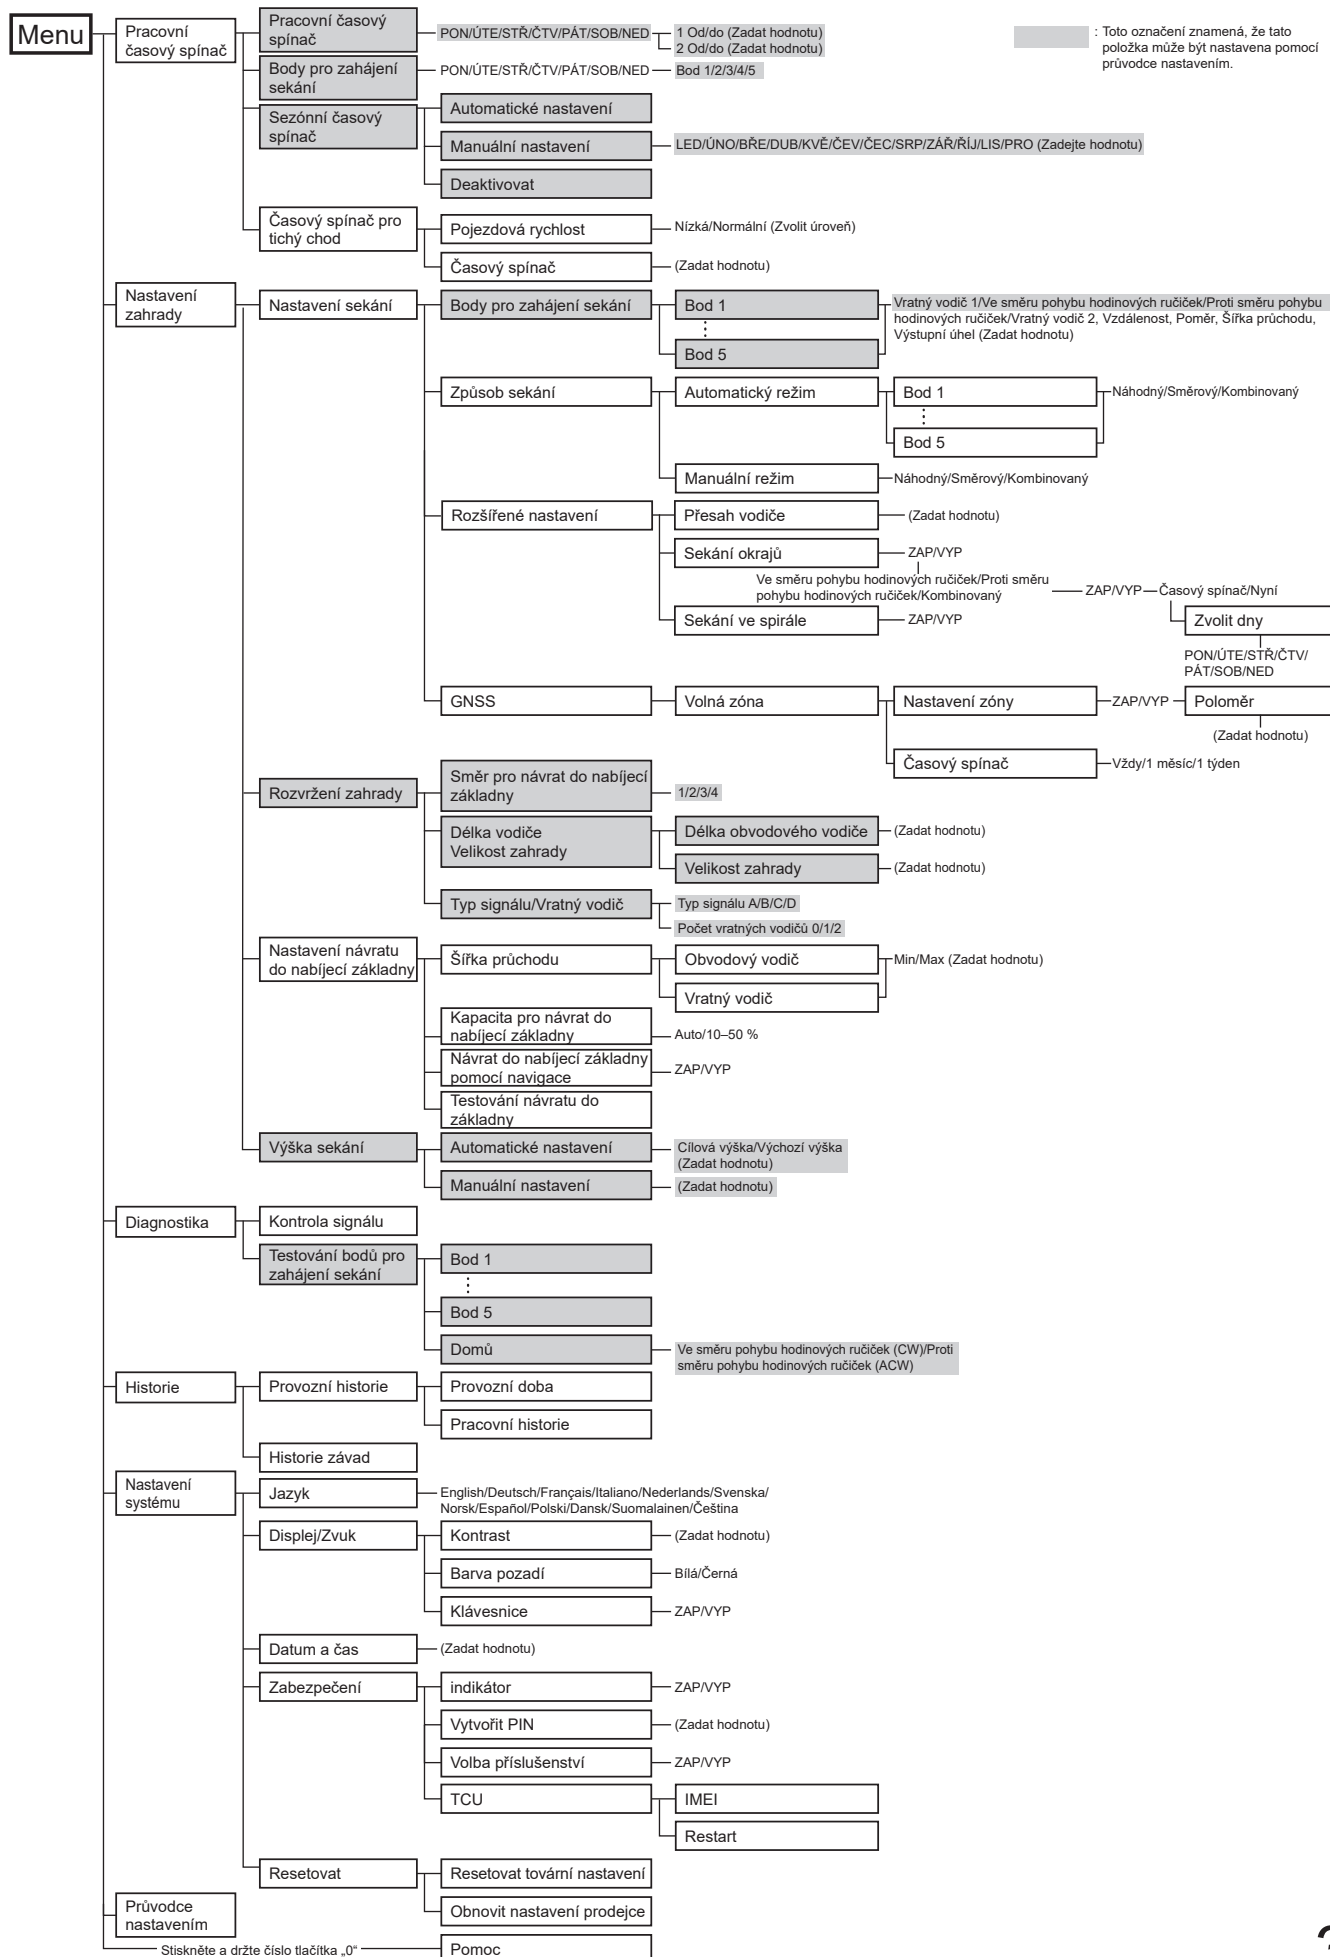 Menu
Pracovní
časový spínač
Pracovní časový
spínač
PON/ÚTE/STŘ/ČTV/PÁT/SOB/NED
1 Od/do (Zadat hodnotu)
2 Od/do (Zadat hodnotu)
: Toto označení znamená, že tato
položka může být nastavena pomocí
průvodce nastavením.
Body pro zahájení
sekání
PON/ÚTE/STŘ/ČTV/PÁT/SOB/NED
Bod 1/2/3/4/5
Sezónní časový
spínač
Automatické nastavení
Manuální nastavení
LED/ÚNO/BŘE/DUB/KVĚ/ČEV/ČEC/SRP/ZÁŘ/ŘÍJ/LIS/PRO (Zadejte hodnotu)
Deaktivovat
Časový spínač pro
tichý chod
Pojezdová rychlost
Nízká/Normální (Zvolit úroveň)
Časový spínač
(Zadat hodnotu)
Nastavení
zahrady
Nastavení sekání
Body pro zahájení sekání
Bod 1
Bod 5
Vratný vodič 1/Ve směru pohybu hodinových ručiček/Proti směru pohybu
hodinových ručiček/Vratný vodič 2, Vzdálenost, Poměr, Šířka průchodu,
Výstupní úhel (Zadat hodnotu)
Způsob sekání
Automatický režim
Bod 1
Bod 5
Náhodný/Směrový/Kombinovaný
Manuální režim
Náhodný/Směrový/Kombinovaný
Rozšířené nastavení
Přesah vodiče
(Zadat hodnotu)
Sekání okrajů
ZAP/VYP
Ve směru pohybu hodinových ručiček/Proti směru
pohybu hodinových ručiček/Kombinovaný
ZAP/VYP
Časový spínač/Nyní
Zvolit dny
PON/ÚTE/STŘ/ČTV/
PÁT/SOB/NED
Sekání ve spirále
ZAP/VYP
GNSS
Volná zóna
Nastavení zóny
ZAP/VYP
Poloměr
(Zadat hodnotu)
Časový spínač
Vždy/1 měsíc/1 týden
Rozvržení zahrady
Směr pro návrat do nabíjecí
základny
1/2/3/4
Délka vodiče
Velikost zahrady
Délka obvodového vodiče
(Zadat hodnotu)
Velikost zahrady
(Zadat hodnotu)
Typ signálu/Vratný vodič
Typ signálu A/B/C/D
Počet vratných vodičů 0/1/2
Nastavení návratu
do nabíjecí základny
Šířka průchodu
Obvodový vodič
Min/Max (Zadat hodnotu)
Vratný vodič
Kapacita pro návrat do
nabíjecí základny
Auto/10–50 %
Návrat do nabíjecí základny
pomocí navigace
ZAP/VYP
Testování návratu do
základny
Výška sekání
Automatické nastavení
Cílová výška/Výchozí výška
(Zadat hodnotu)
Manuální nastavení
(Zadat hodnotu)
Diagnostika
Kontrola signálu
Testování bodů pro
zahájení sekání
Bod 1
Bod 5
Domů
Ve směru pohybu hodinových ručiček (CW)/Proti
směru pohybu hodinových ručiček (ACW)
Historie
Provozní historie
Provozní doba
Pracovní historie
Historie závad
Nastavení
systému
Jazyk
English/Deutsch/Français/Italiano/Nederlands/Svenska/
Norsk/Español/Polski/Dansk/Suomalainen/Čeština
Displej/Zvuk
Kontrast
(Zadat hodnotu)
Barva pozadí
Bílá/Černá
Klávesnice
ZAP/VYP
Datum a čas
(Zadat hodnotu)
Zabezpečení
indikátor
ZAP/VYP
Vytvořit PIN
(Zadat hodnotu)
Volba příslušenství
ZAP/VYP
TCU
IMEI
Restart
Resetovat
Resetovat tovární nastavení
Obnovit nastavení prodejce
Průvodce
nastavením
Stiskněte a držte číslo tlačítka „0“
Pomoc